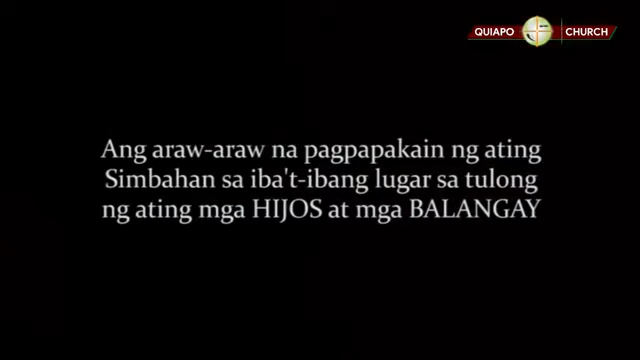 QUIAPO CHURCH
Ang araw-araw na pagpapakain ng ating
Simbahan sa iba't-ibang lugar sa tulong
ng ating mga HIJOS at mga BALANGAY